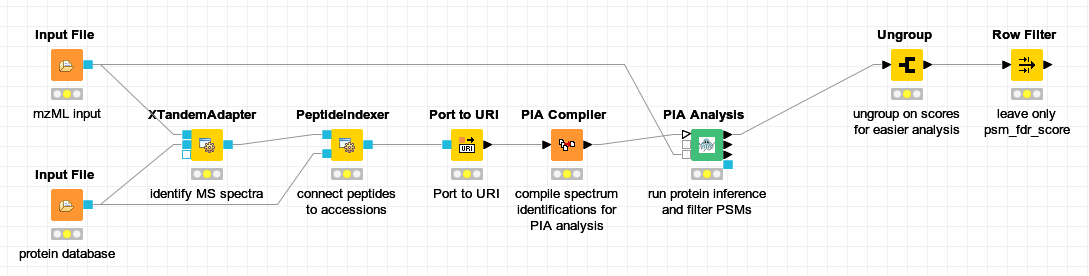 Input File
mzML input
Input File
protein database
XTandemAdapter
identify MS spectra
PeptideIndexer
connect peptides
to accessions
Port to URI
URI
Port to URI
PIA Compiler
compile spectrum
identifications for
PIA analysis
PIA Analysis
run protein inference
and filter PSMs
Ungroup
ungroup on scores
for easier analysis
Row Filter
leave only
psm_fdr_score